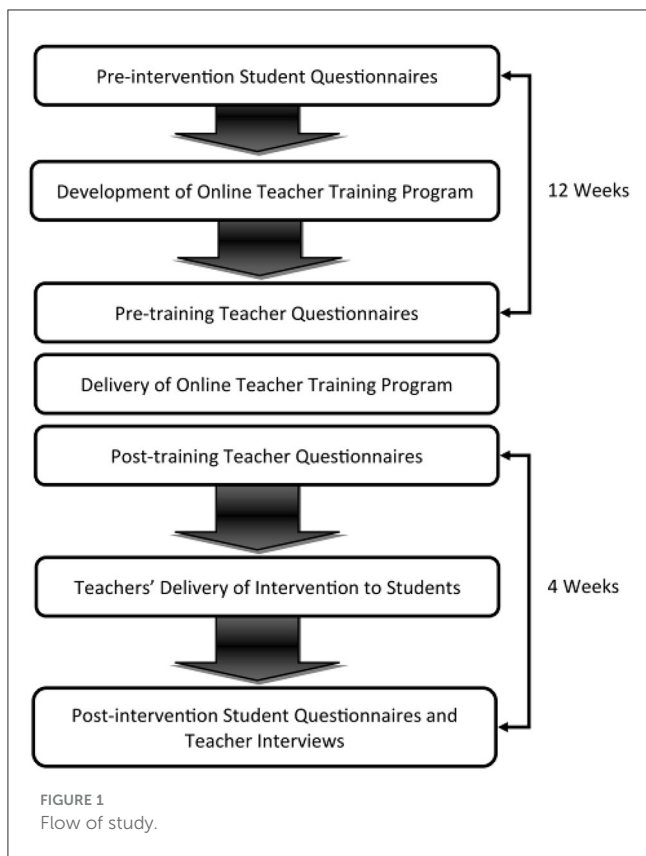 Pre-intervention Student Questionnaires
12 Weeks
Development of Online Teacher Training Program
Pre-training Teacher Questionnaires
Delivery of Online Teacher Training Program
Post-training Teacher Questionnaires
4 Weeks
Teachers' Delivery of Intervention to Students
Post-intervention Student Questionnaires and
Teacher Interviews
FIGURE 1
Flow of study.